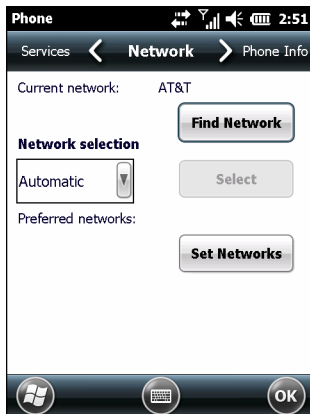 Phone 2:51
Services Network Phone Info
Current network: AT&T
Find Network
Network selection
Automatic Select
Preferred networks:
Set Networks
OK